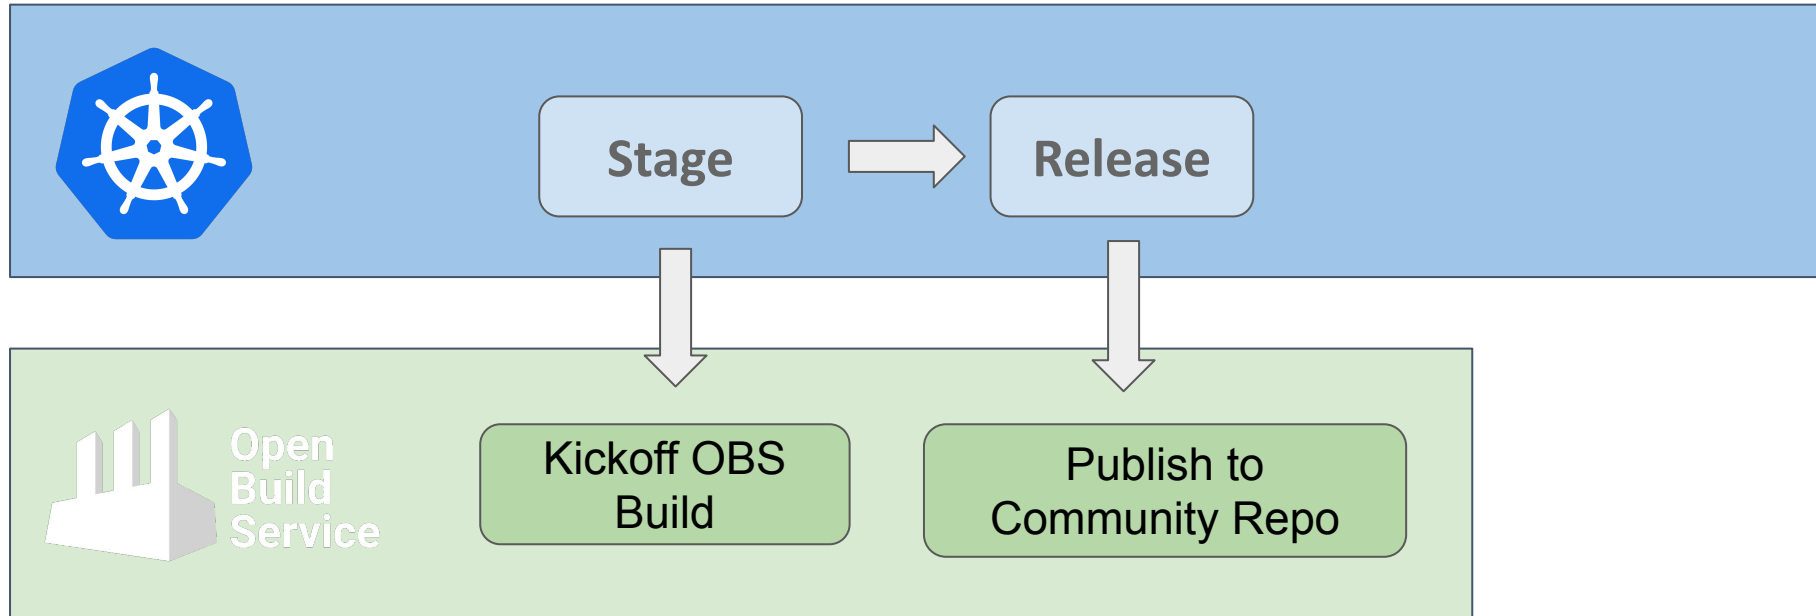 Stage
Release
Open
Build
Service
Kickoff OBS
Build
Publish to
Community Repo